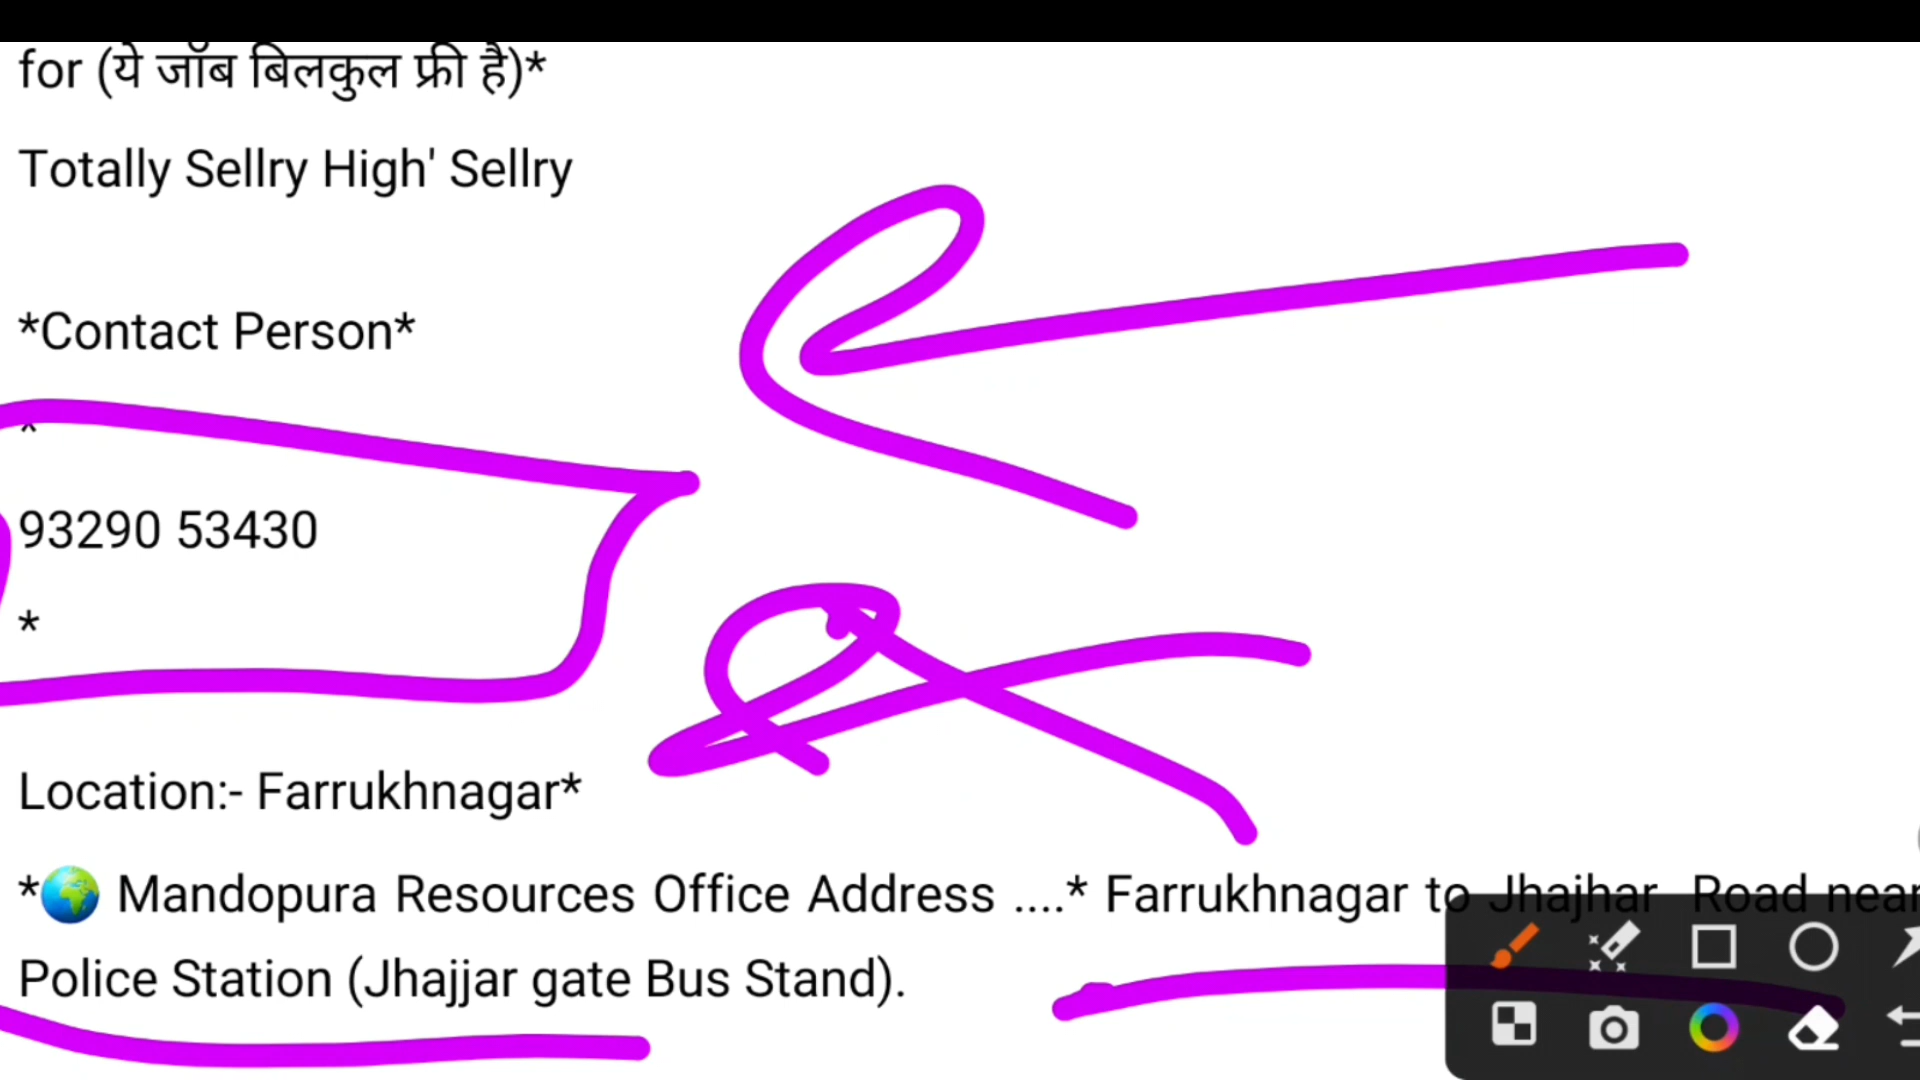 for (ये जॉब बिलकुल फ्री है)*
Totally Sellry High' Sellry
*Contact Person*
*
93290 53430
*
Location:- Farrukhnagar*
*🌍 Mandopura Resources Office Address ....* Farrukhnagar to Jhajhar Road near
Police Station (Jhajjar gate Bus Stand).